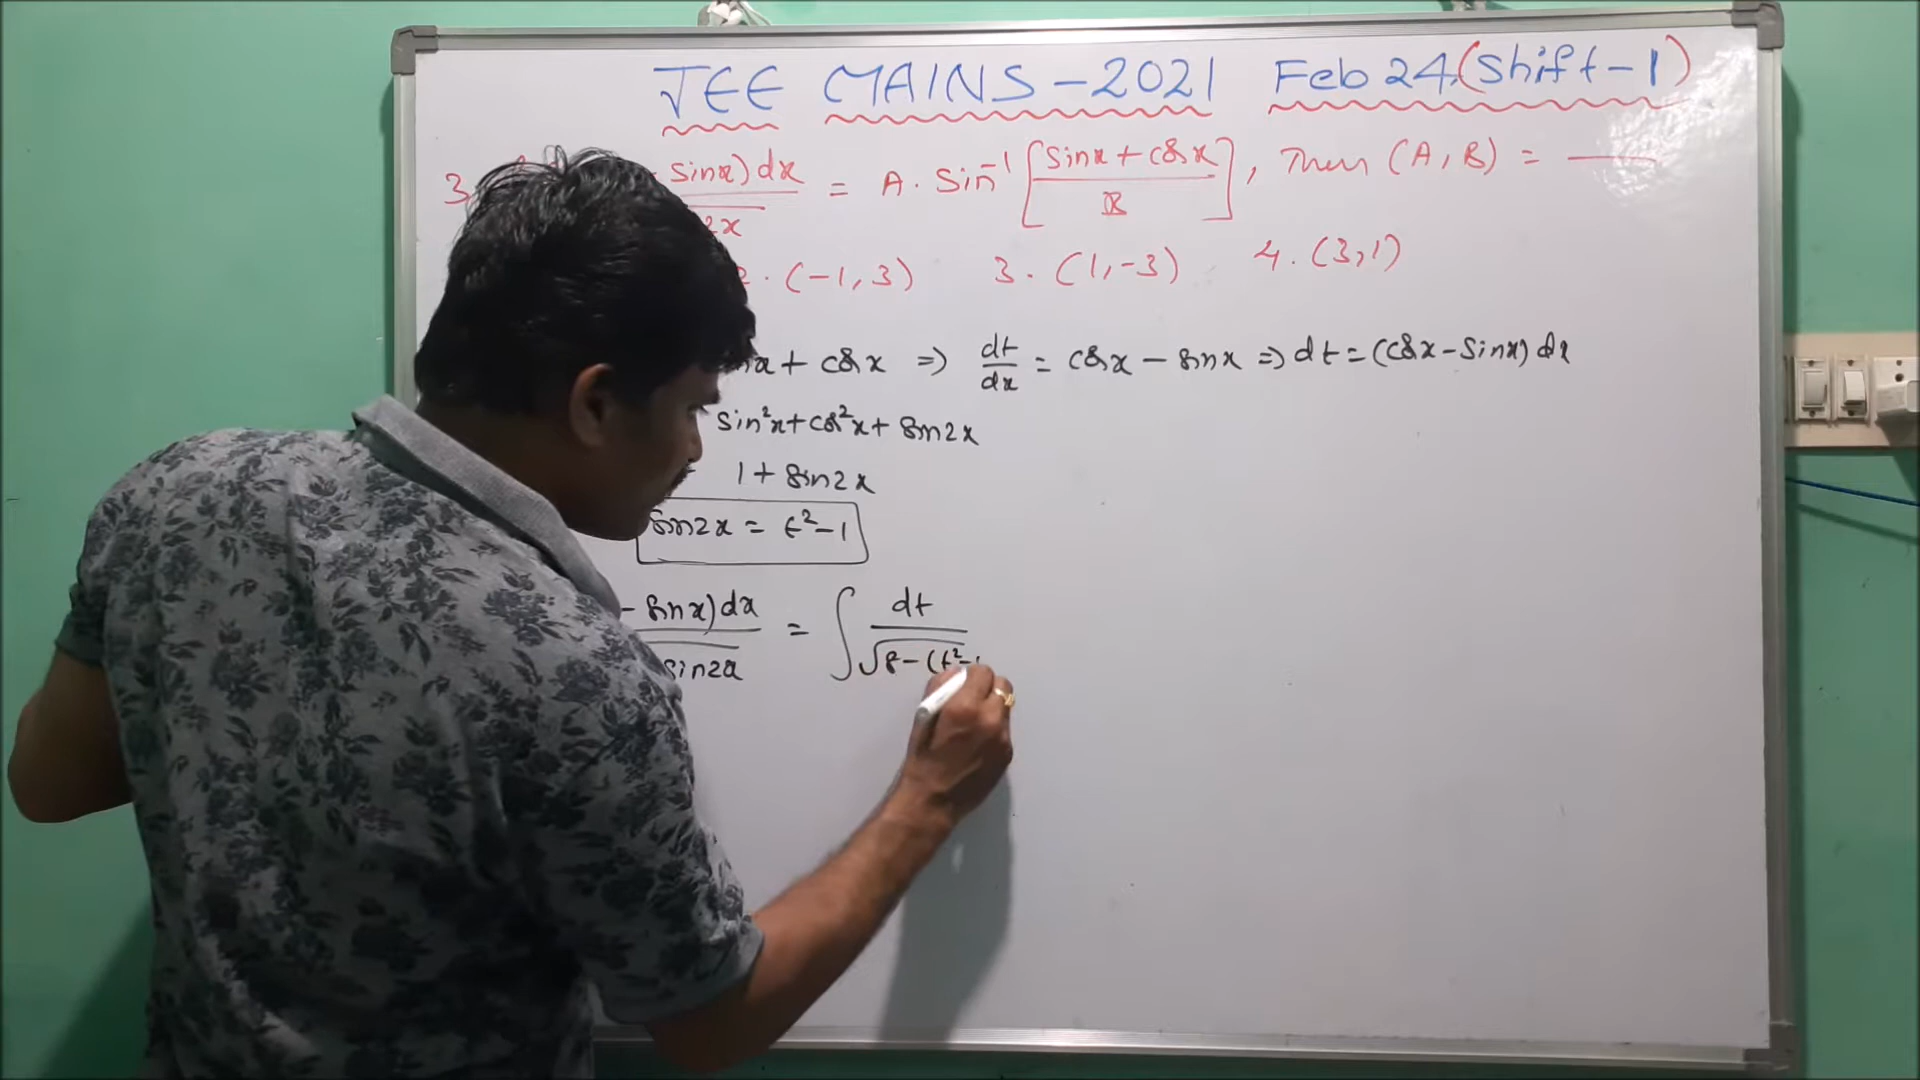 JEE MAINS - 2021 Feb 24 (Shift - 1)
3. sinx) dx = A. Sin⁻¹ [ (sinx + cosx) / B ], Then (A, B) = ___
2x
2. (-1, 3) 3. (1, -3) 4. (3, 1)
x + cosx ⇒ dt/dx = cosx - sinx ⇒ dt = (cosx - sinx) dx
sin²x + cos²x + sin2x
1 + sin2x
sin2x = t² - 1
- sinx) dx = ∫ dt
sin2x √8 - (t² -